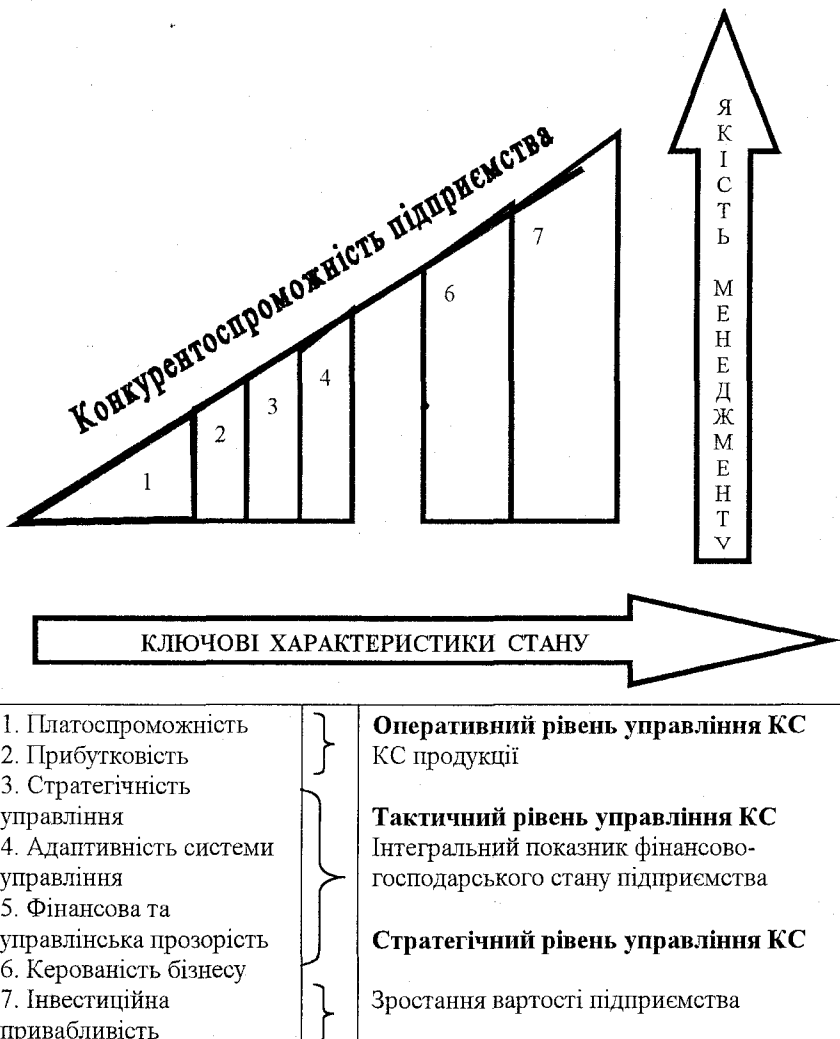 Конкурентоспроможність підприємства
1
2
3
4
6
7
ЯКІСТЬ МЕНЕДЖМЕНТУ
КЛЮЧОВІ ХАРАКТЕРИСТИКИ СТАНУ
1. Платоспроможність
2. Прибутковість
3. Стратегічність
управління
4. Адаптивність системи
управління
5. Фінансова та
управлінська прозорість
6. Керованість бізнесу
7. Інвестиційна
привабливість
Оперативний рівень управління КС
КС продукції
Тактичний рівень управління КС
Інтегральний показник фінансово-
господарського стану підприємства
Стратегічний рівень управління КС
Зростання вартості підприємства